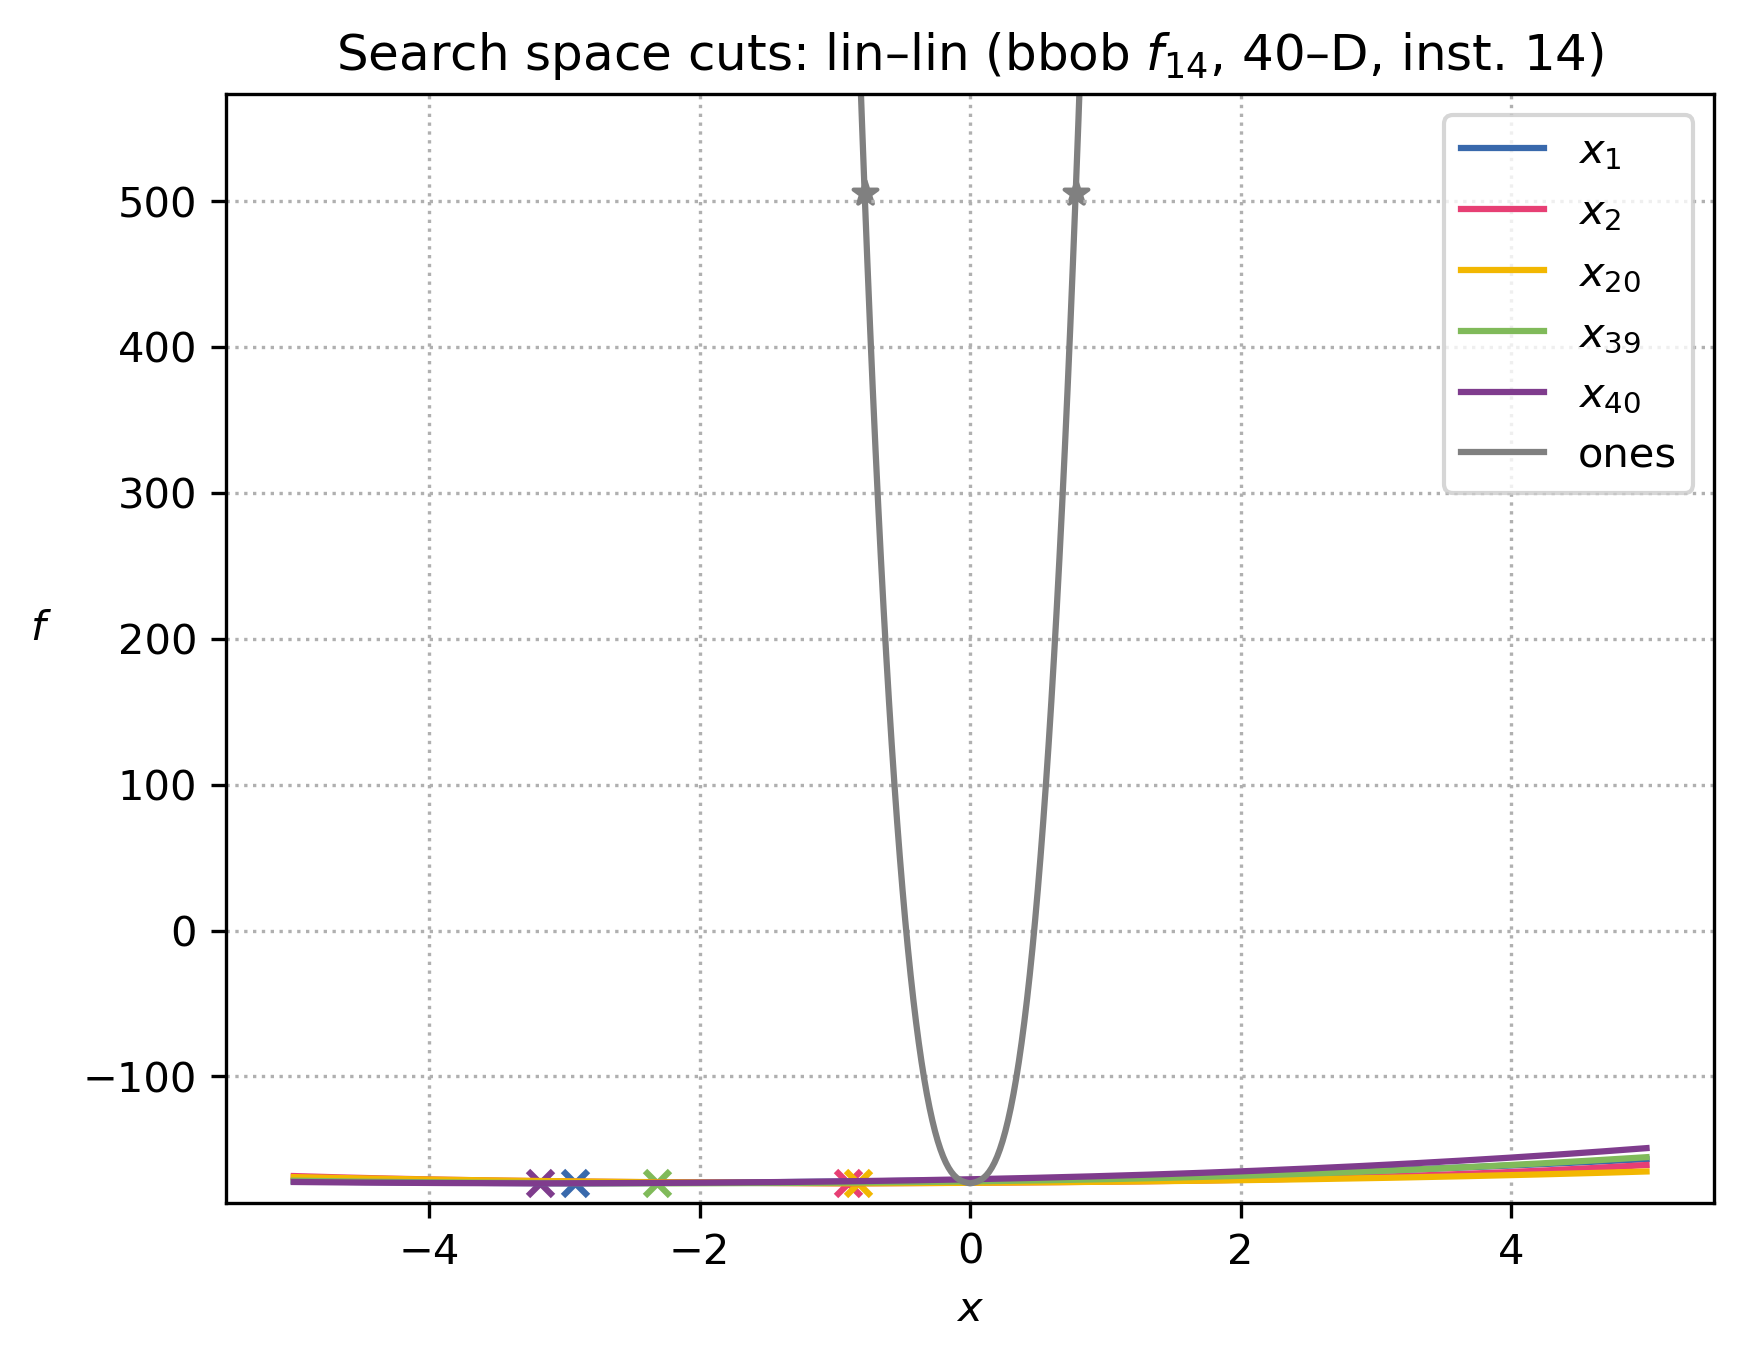 Search space cuts: lin–lin (bbob f14, 40–D, inst. 14)
x1
x2
x20
x39
x40
ones
500
400
300
200
100
0
−100
f
−4 −2 0 2 4
x